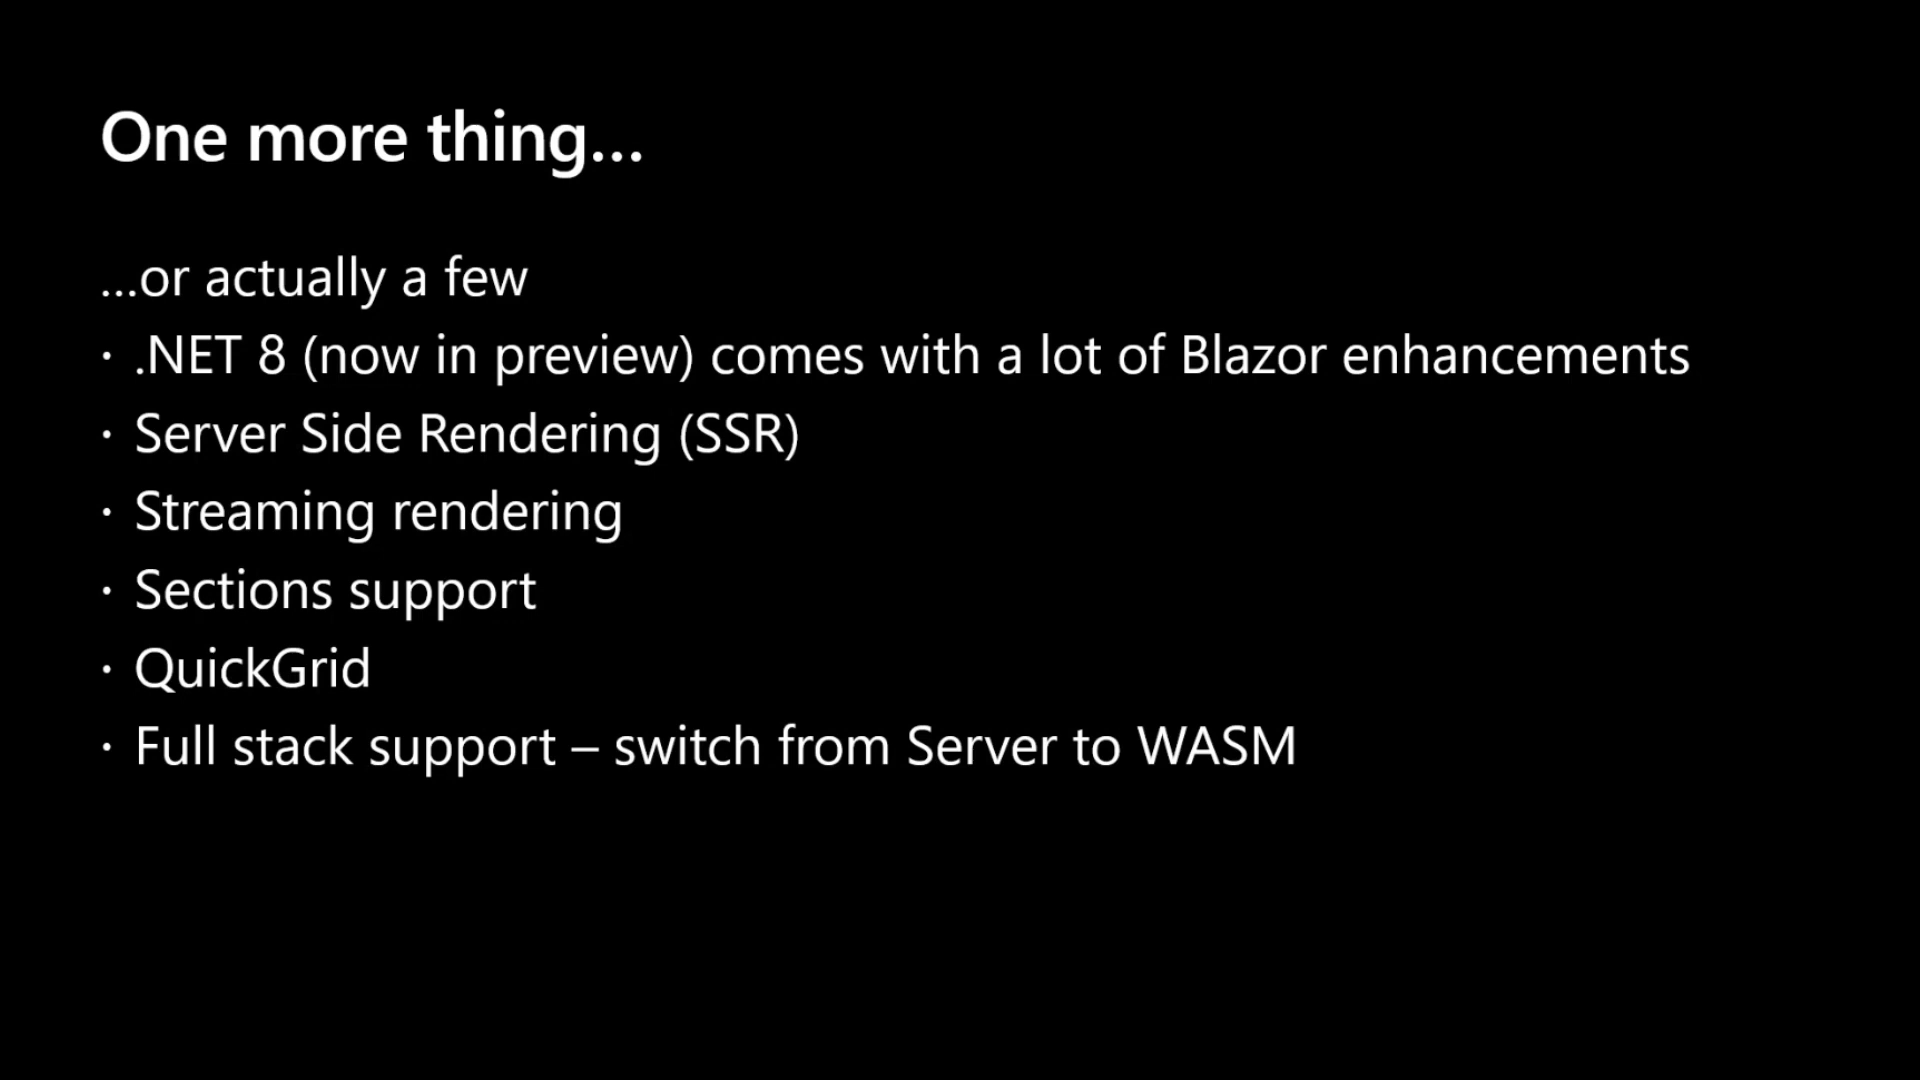 One more thing...
...or actually a few
· .NET 8 (now in preview) comes with a lot of Blazor enhancements
· Server Side Rendering (SSR)
· Streaming rendering
· Sections support
· QuickGrid
· Full stack support – switch from Server to WASM